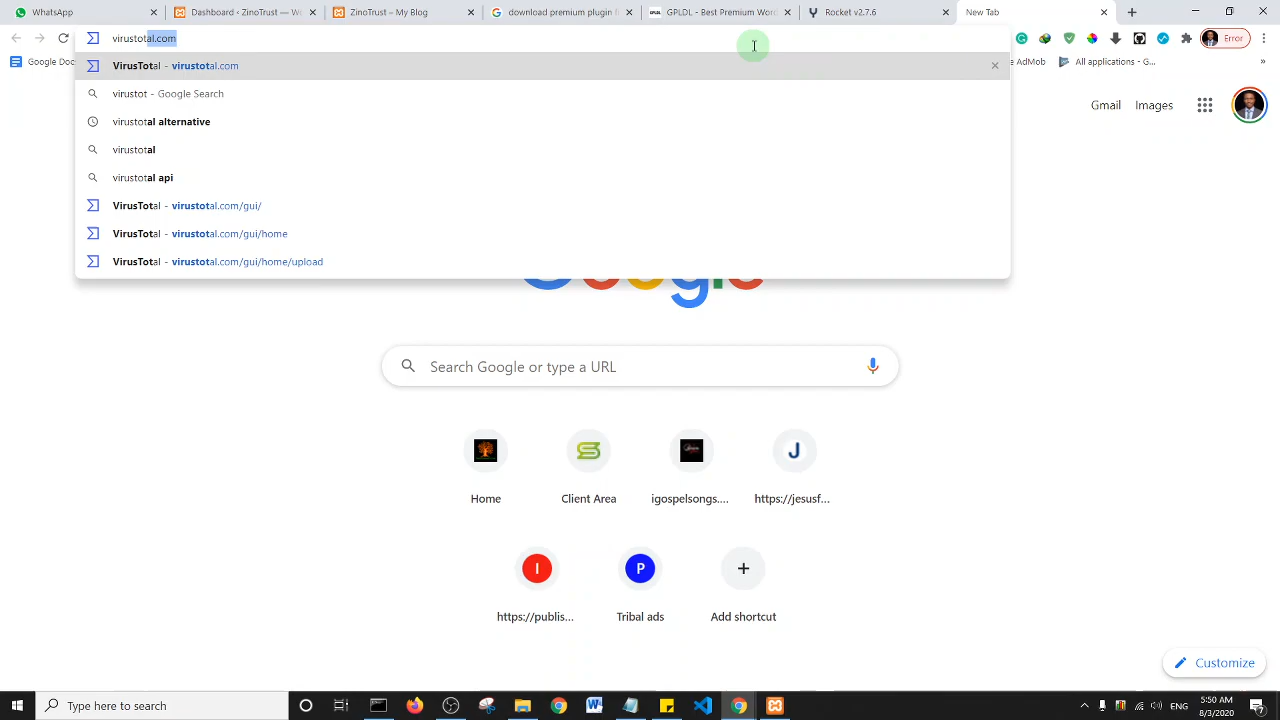 WhatsApp
Dashboard - ZinoTrust — Wo
ZinoTrust – My Blog
download premium plugin f
GPLDL - Best Premium Wor
Rocket v2.7.6
New Tab
virustotal.com
Error
Google Doc
e AdMob
All applications - G...
»
VirusTotal - virustotal.com
virustot - Google Search
virustotal alternative
virustotal
virustotal api
VirusTotal - virustotal.com/gui/
VirusTotal - virustotal.com/gui/home
VirusTotal - virustotal.com/gui/home/upload
Gmail
Images
Google
Search Google or type a URL
Home
Client Area
igospelsongs....
https://jesusf...
J
I
P
https://publis...
Tribal ads
Add shortcut
Customize
Type here to search
ENG
5:50 AM
8/3/2020